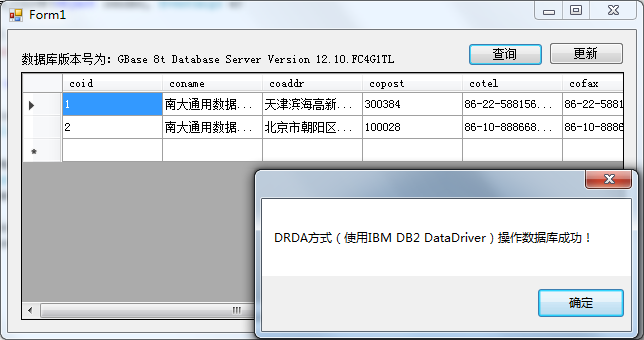 Form1
数据库版本号为: GBase 8t Database Server Version 12.10.FC4G1TL
查询
更新
coid coname coaddr copost cotel cofax
1 南大通用数据... 天津滨海高新... 300384 86-22-588156... 86-22-5881
2 南大通用数据... 北京市朝阳区... 100028 86-10-888668... 86-10-8886
*
DRDA方式（使用IBM DB2 DataDriver）操作数据库成功！
确定